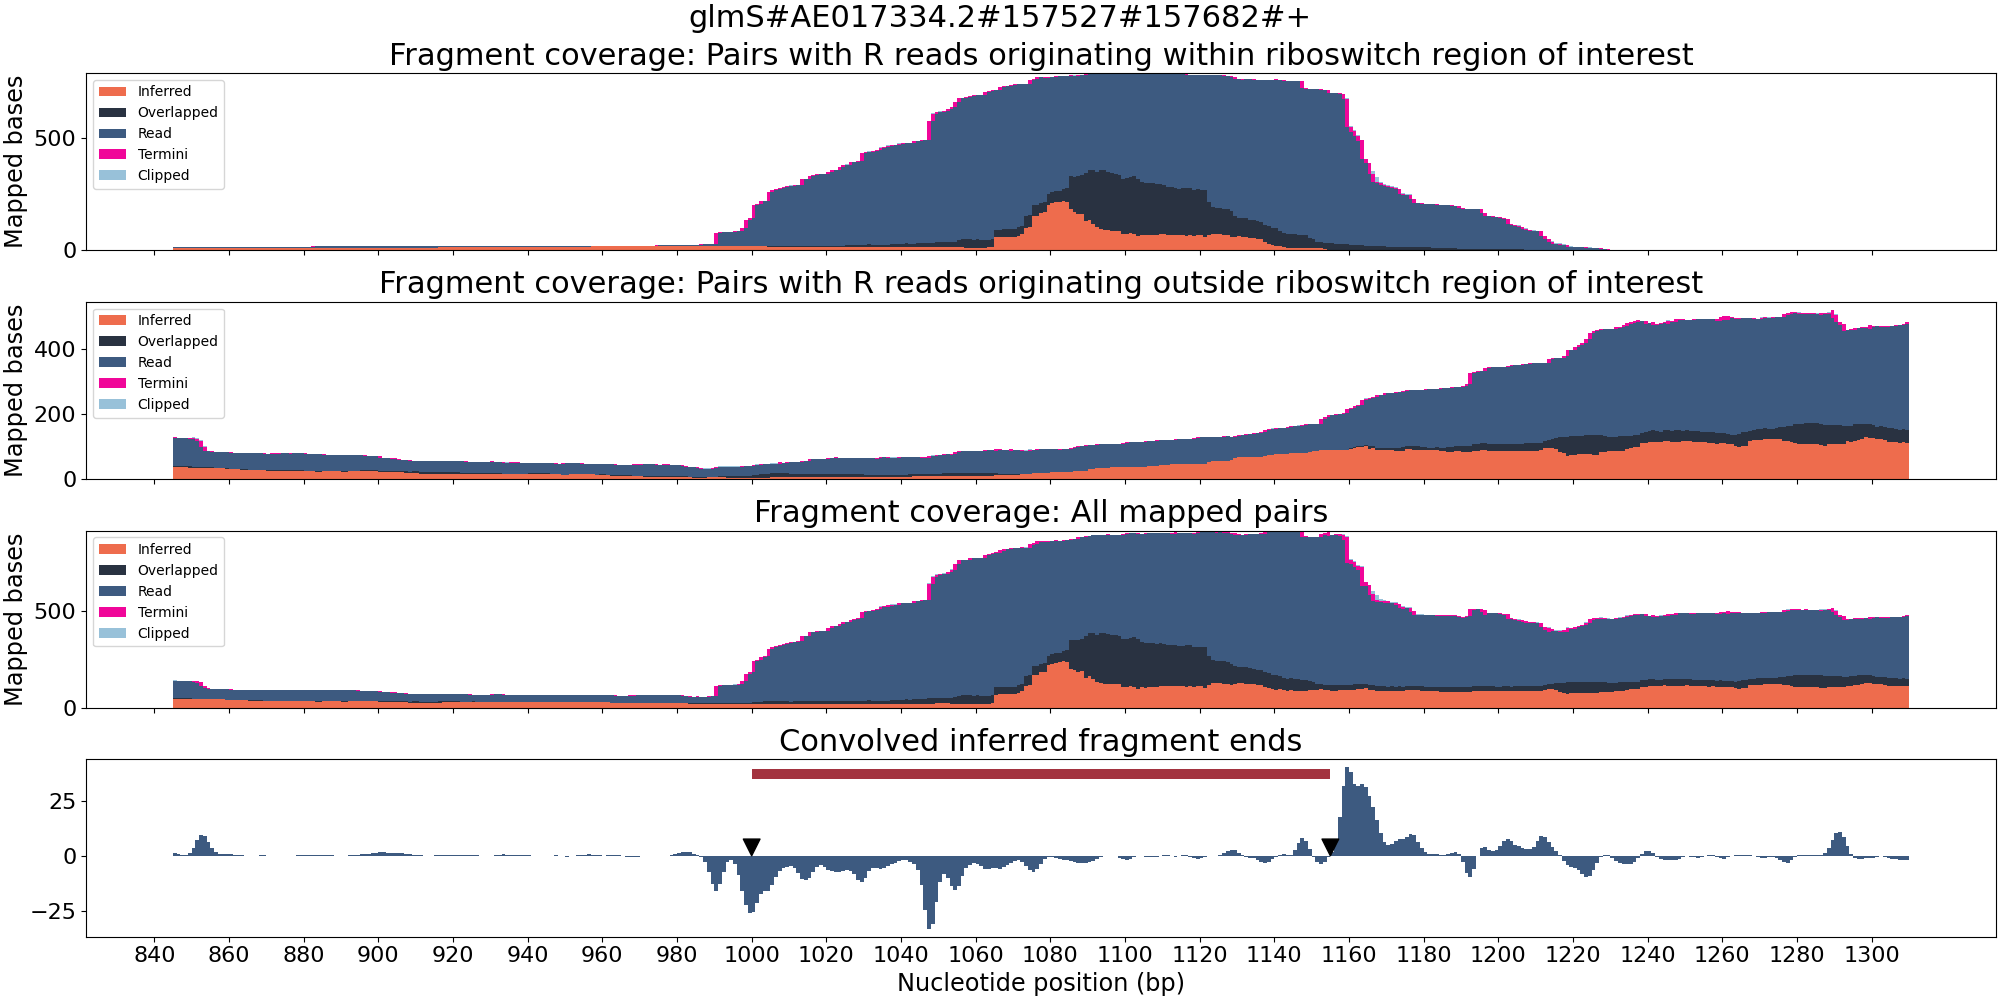 glmS#AE017334.2#157527#157682#+
Fragment coverage: Pairs with R reads originating within riboswitch region of interest
Mapped bases
500
0
Inferred
Overlapped
Read
Termini
Clipped
Fragment coverage: Pairs with R reads originating outside riboswitch region of interest
Mapped bases
400
200
0
Inferred
Overlapped
Read
Termini
Clipped
Fragment coverage: All mapped pairs
Mapped bases
500
0
Inferred
Overlapped
Read
Termini
Clipped
Convolved inferred fragment ends
25
0
−25
840 860 880 900 920 940 960 980 1000 1020 1040 1060 1080 1100 1120 1140 1160 1180 1200 1220 1240 1260 1280 1300
Nucleotide position (bp)